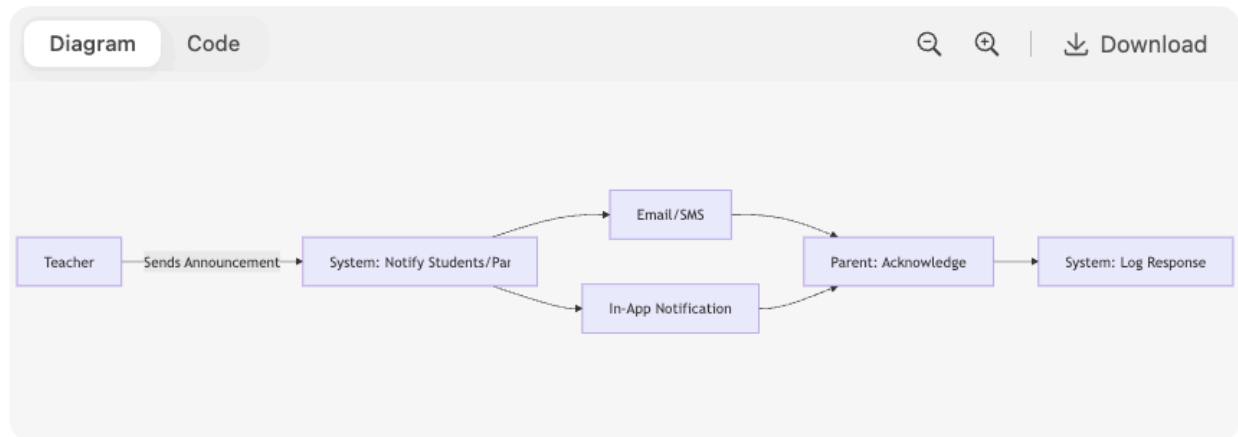 Diagram
Code
Download
Teacher
Sends Announcement
System: Notify Students/Par
Email/SMS
In-App Notification
Parent: Acknowledge
System: Log Response